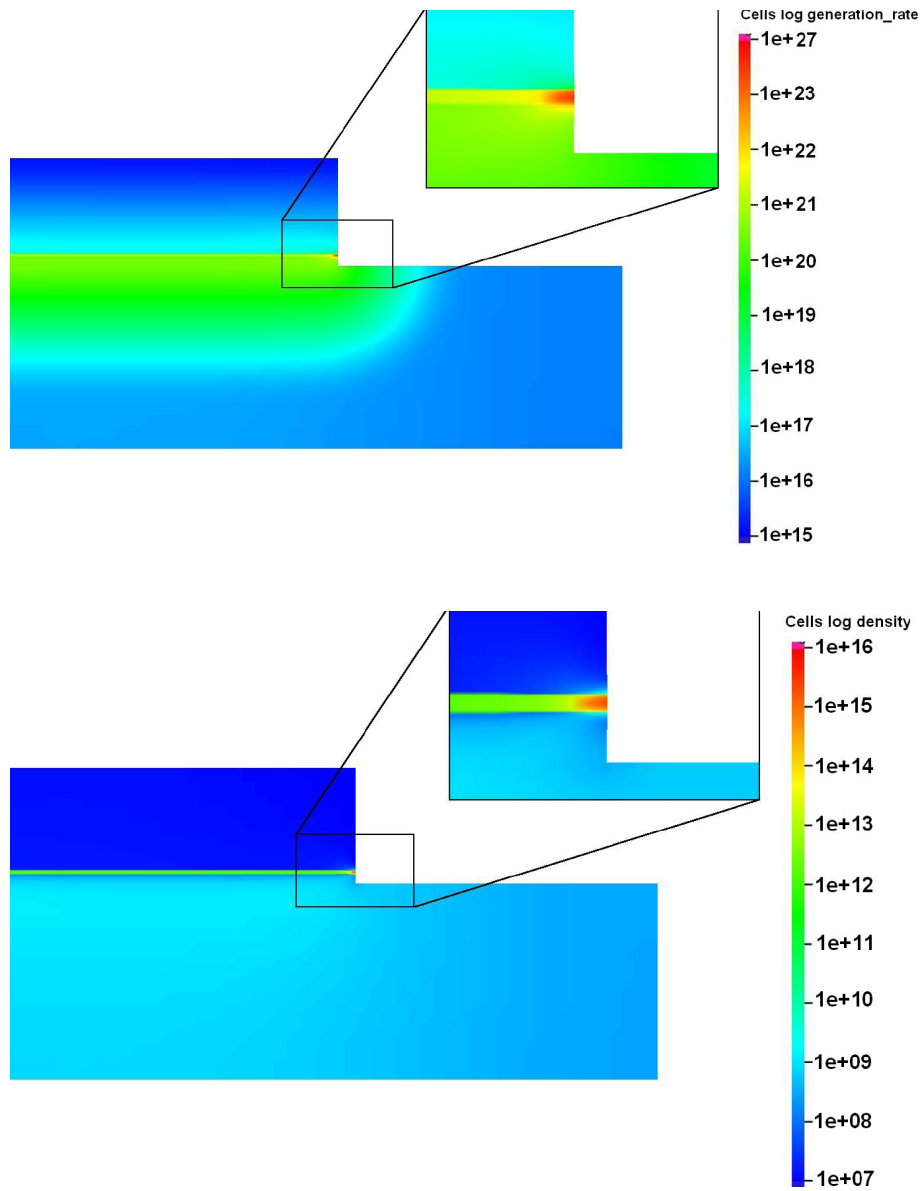 Cells log generation_rate
1e+27
1e+23
1e+22
1e+21
1e+20
1e+19
1e+18
1e+17
1e+16
1e+15
Cells log density
1e+16
1e+15
1e+14
1e+13
1e+12
1e+11
1e+10
1e+09
1e+08
1e+07